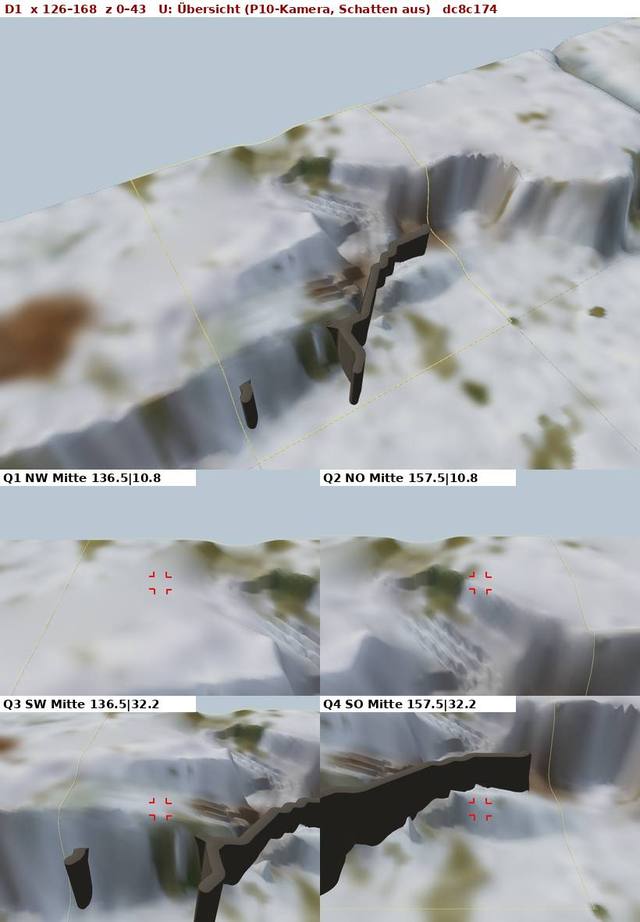 D1 x 126–168 z 0–43 U: Übersicht (P10-Kamera, Schatten aus) dc8c174
Q1 NW Mitte 136.5|10.8
Q2 NO Mitte 157.5|10.8
Q3 SW Mitte 136.5|32.2
Q4 SO Mitte 157.5|32.2